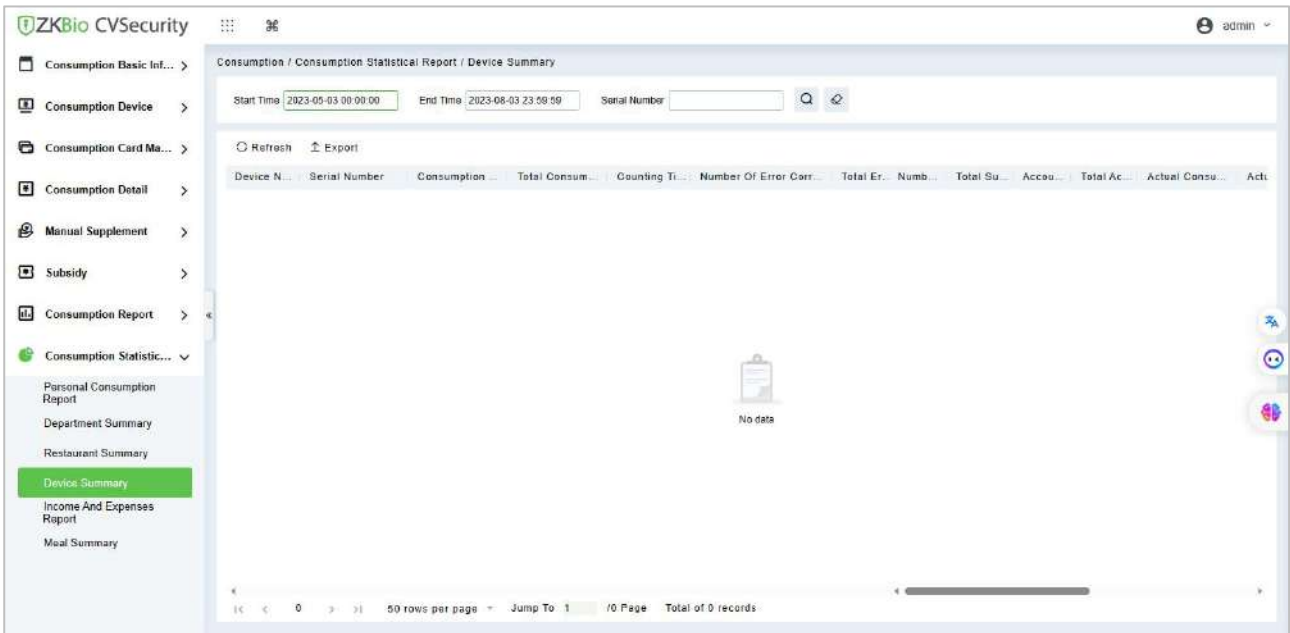 ZKBio CVSecurity
admin
Consumption Basic Inf...
Consumption Device
Consumption Card Ma...
Consumption Detail
Manual Supplement
Subsidy
Consumption Report
Consumption Statistic...
Personal Consumption
Report
Department Summary
Restaurant Summary
Device Summary
Income And Expenses
Report
Meal Summary
Consumption / Consumption Statistical Report / Device Summary
Start Time 2023-05-03 00:00:00 End Time 2023-08-03 23:59:59 Serial Number
Refresh Export
Device N... Serial Number Consumption ... Total Consum... Counting Ti... Number Of Error Corr... Total Er... Numb... Total Su... Accou... Total Ac... Actual Consu... Actu
No data
0 50 rows per page Jump To 1 /0 Page Total of 0 records